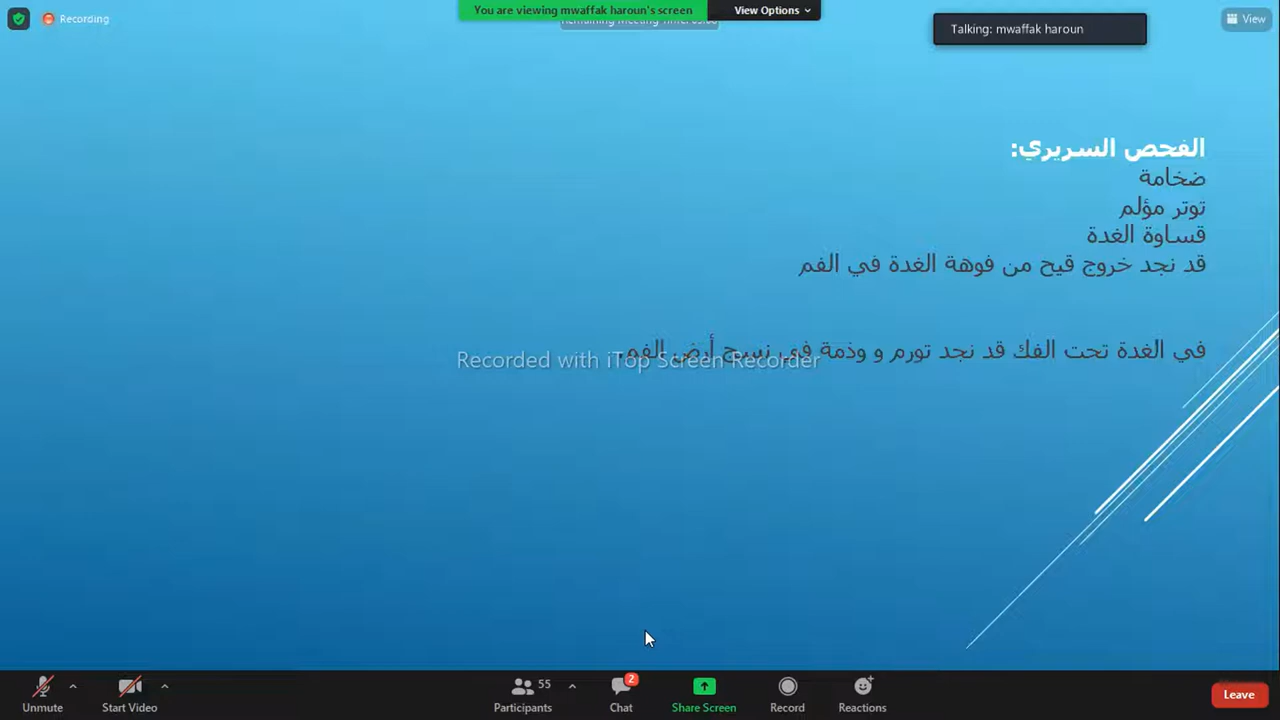 Recording
You are viewing mwaffak haroun's screen
View Options
Talking: mwaffak haroun
View
الفحص السريري:
ضخامة
توتر مؤلم
قساوة الغدة
قد نجد خروج قيح من فوهة الغدة في الفم
في الغدة تحت الفك قد نجد تورم و وذمة في نسج أرض الفم
Recorded with iTop Screen Recorder
Unmute
Start Video
55
Participants
2
Chat
Share Screen
Record
Reactions
Leave